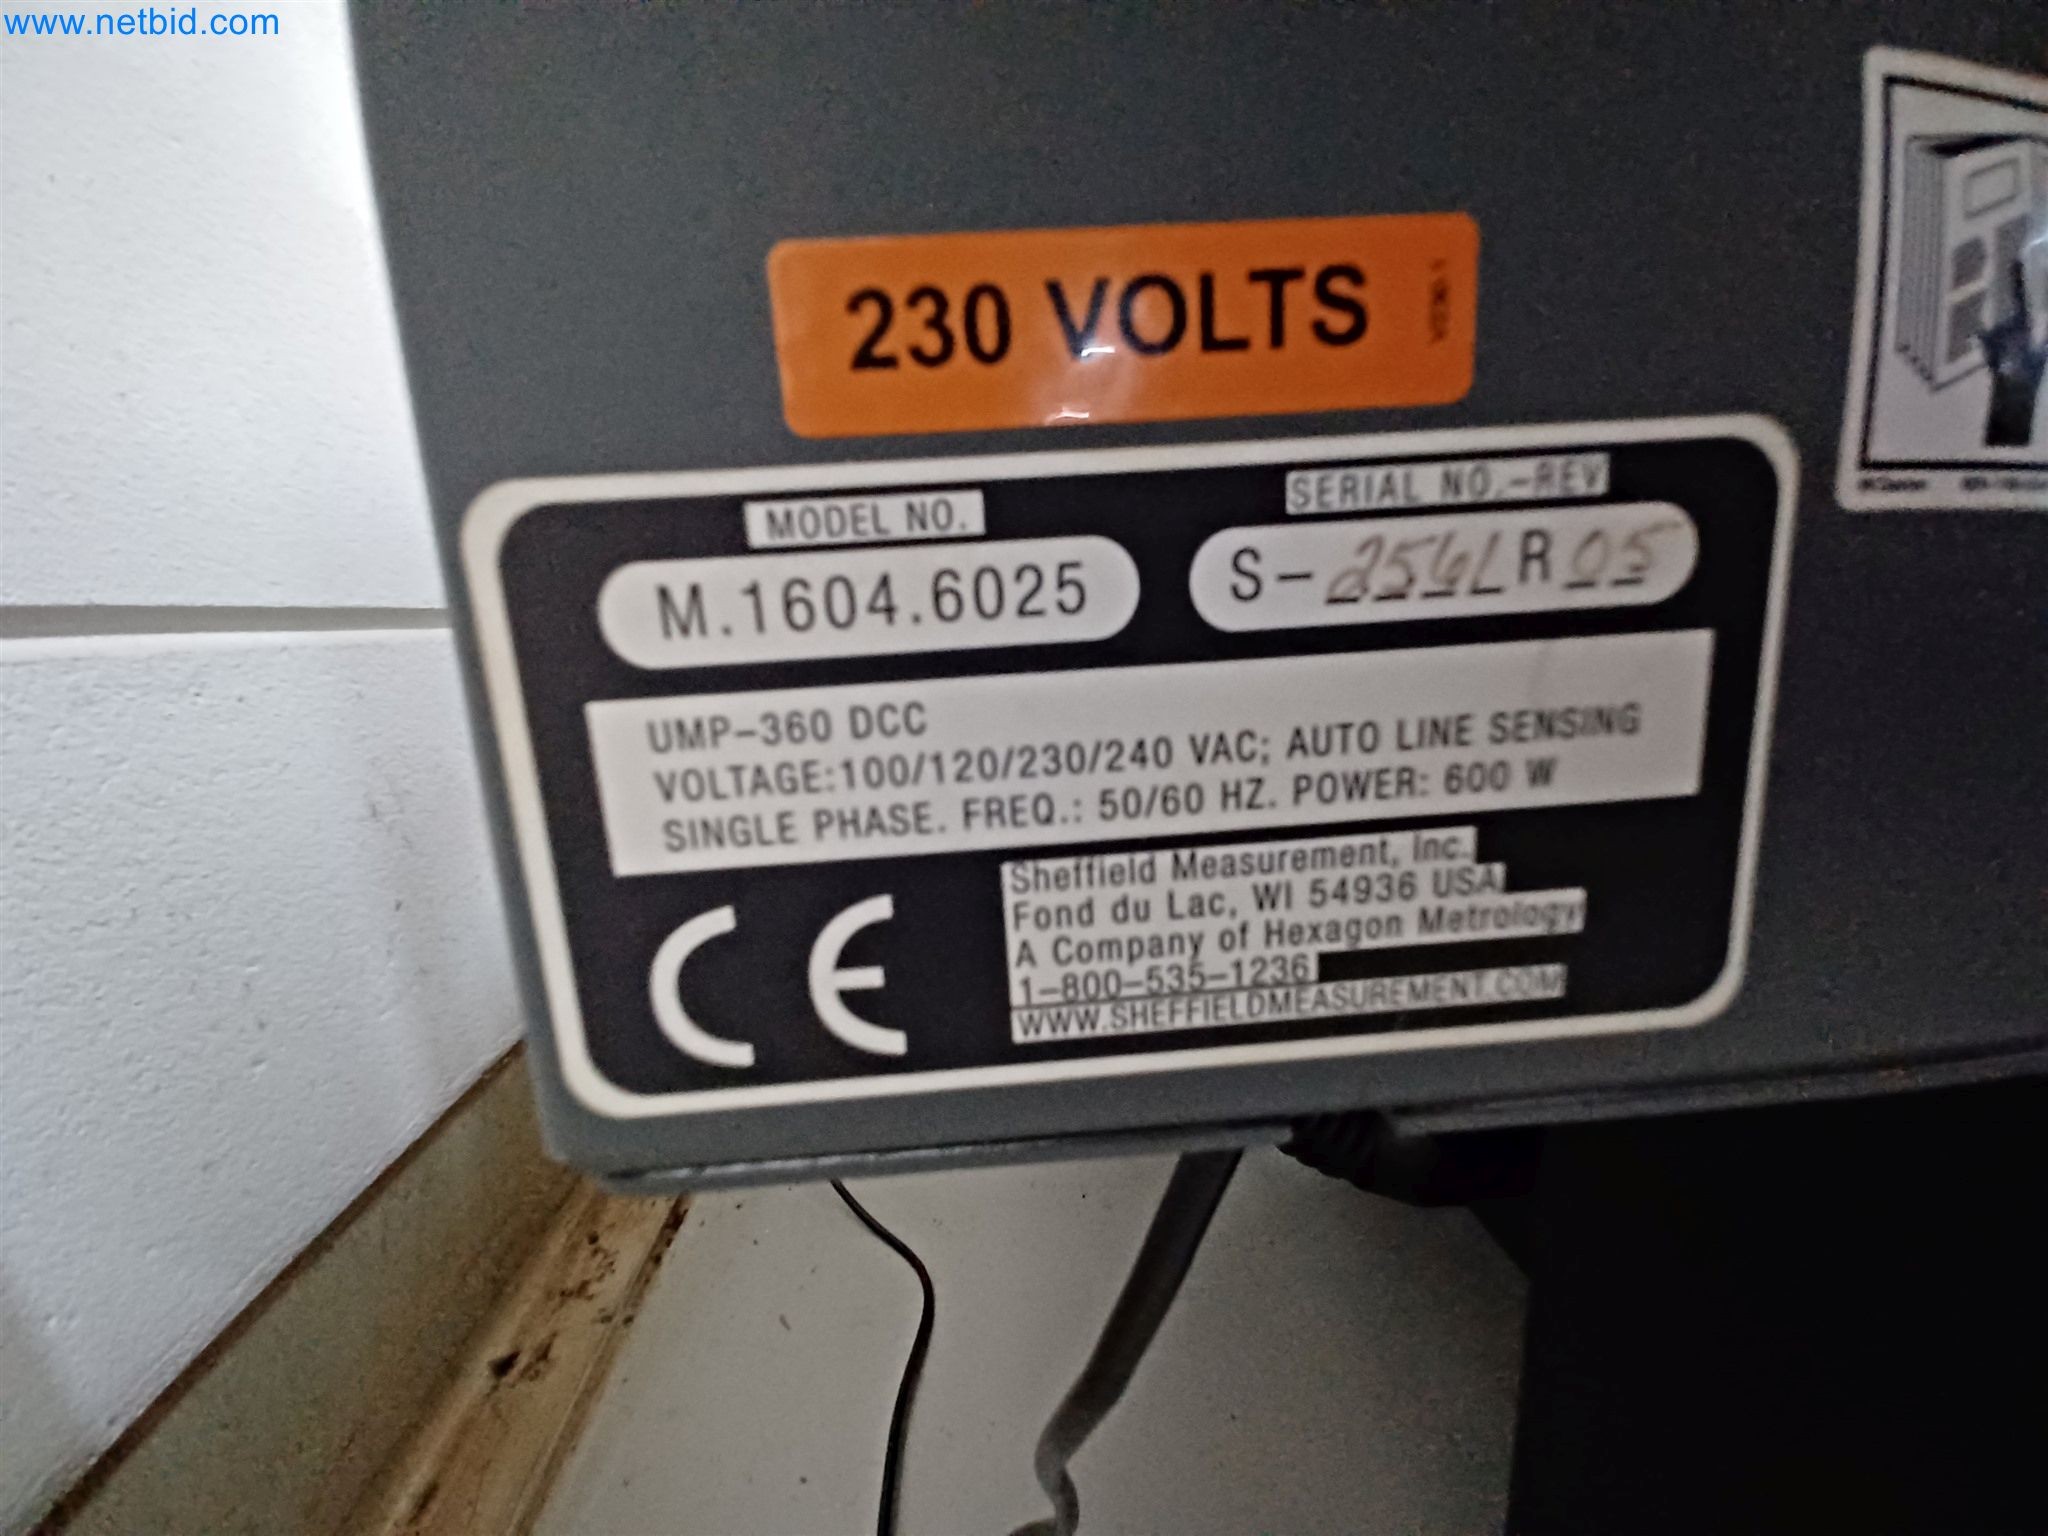 www.netbid.com
230 VOLTS
MODEL NO.
SERIAL NO.-REV
M.1604.6025
S-2561 R 05
UMP-360 DCC
VOLTAGE:100/120/230/240 VAC; AUTO LINE SENSING
SINGLE PHASE. FREQ.: 50/60 HZ. POWER: 600 W
CE
Sheffield Measurement, Inc.
Fond du Lac, WI 54936 USA
A Company of Hexagon Metrology
1-800-535-1236
WWW.SHEFFIELDMEASUREMENT.COM